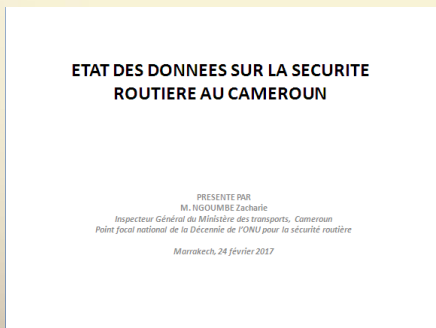 ETAT DES DONNEES SUR LA SECURITE
ROUTIERE AU CAMEROUN
PRESENTE PAR
M. NGOUMBE Zacharie
Inspecteur Général du Ministère des transports, Cameroun
Point focal national de la Décennie de l'ONU pour la sécurité routière
Marrakech, 24 février 2017